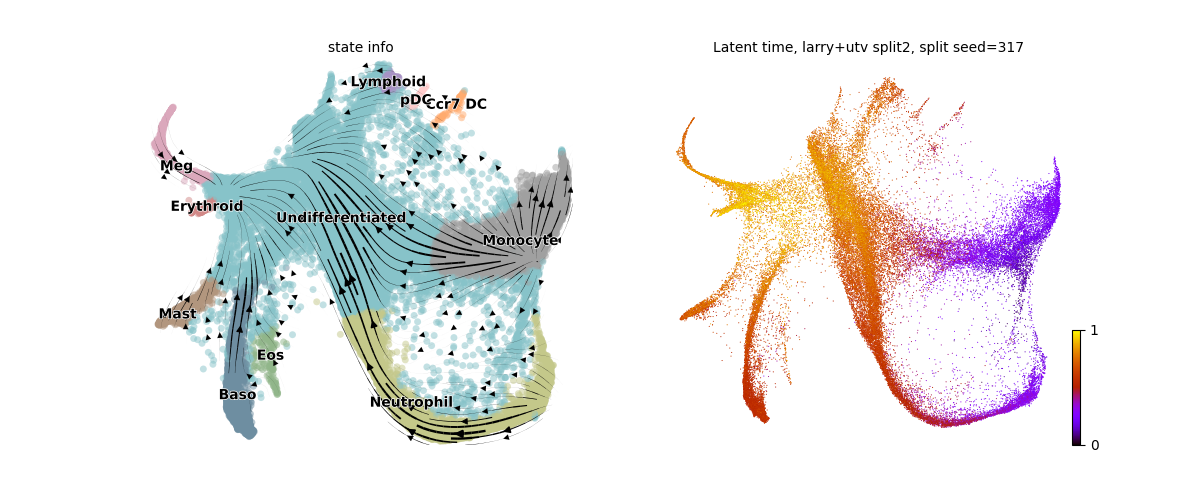 state info
Lymphoid
pDC
Ccr7 DC
Meg
Erythroid
Undifferentiated
Monocyte
Mast
Eos
Baso
Neutrophil
Latent time, larry+utv split2, split seed=317
1
0